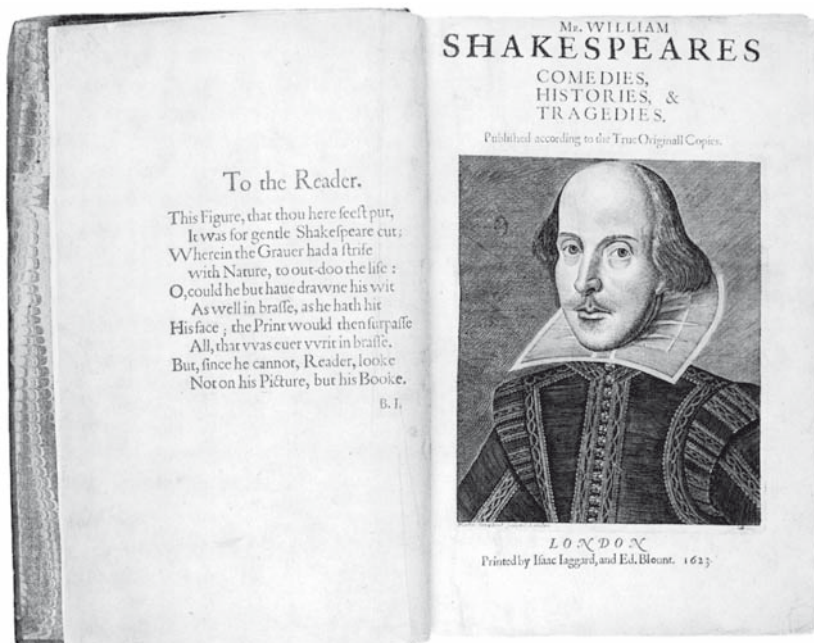 To the Reader.
This Figure, that thou here ſeeſt put,
It vvas for gentle Shakeſpeare cut;
Wherein the Grauer had a ſtrife
with Nature, to out-doo the life :
O, could he but haue drawne his wit
As well in braſſe, as he hath hit
His face ; the Print would then ſurpaſſe
All, that vvas euer vvrit in braſſe.
But, ſince he cannot, Reader, looke
Not on his Picture, but his Booke.
B. I.
Mr. WILLIAM
SHAKESPEARES
COMEDIES,
HISTORIES, &
TRAGEDIES.
Publiſhed according to the True Originall Copies.
LONDON
Printed by Iſaac Iaggard, and Ed. Blount. 1623.